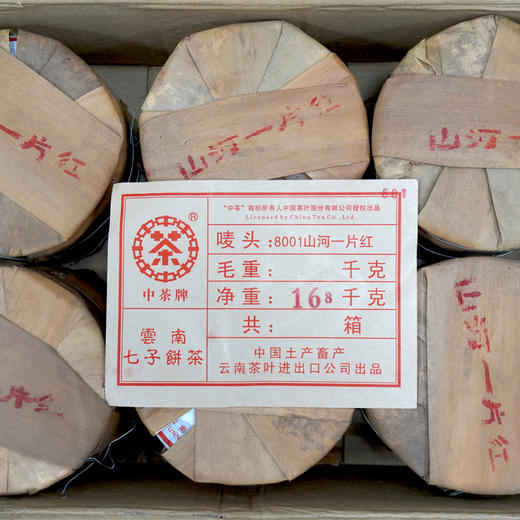 山河一片红
山河一片红
山河一片红
681
"中茶"商标所有人中国茶叶股份有限公司授权出品
Licensed by China Tea Co., Ltd.
茶®
中茶牌
雲南
七子餅茶
唛头:8001山河一片红
毛重: 千克
净重: 168 千克
共: 箱
中国土产畜产
云南茶叶进出口公司出品
片红
山河一片红